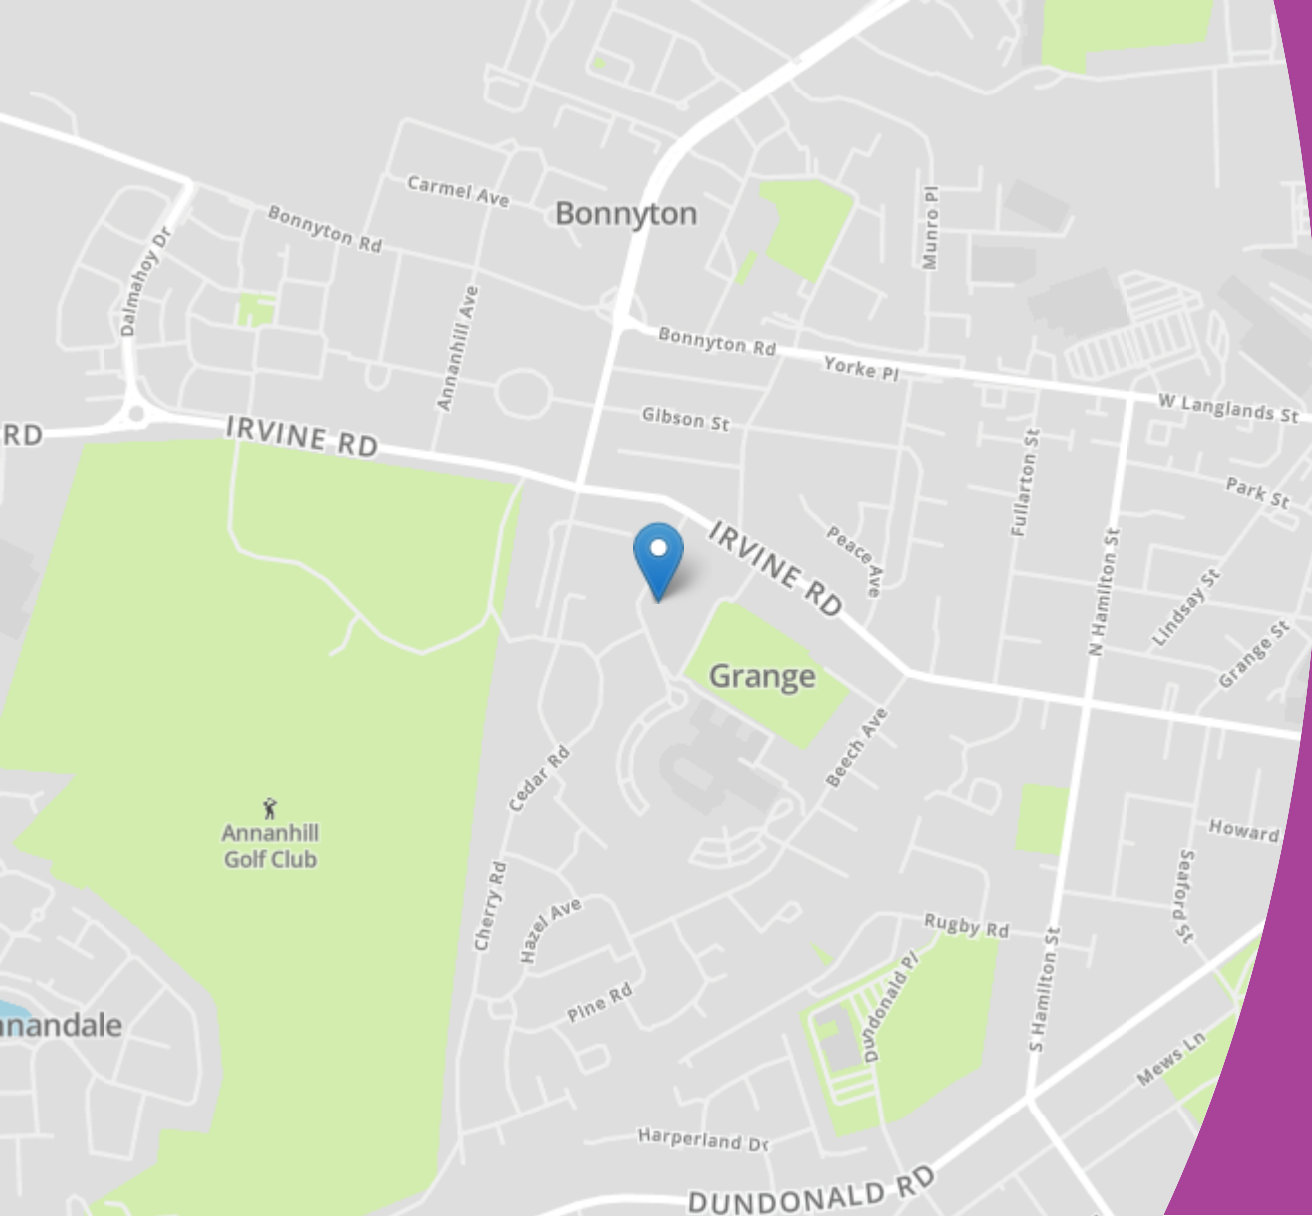 Carmel Ave
Bonnyton
Munro Pl
Bonnyton Rd
Dalmahoy Dr
Annanhill Ave
Bonnyton Rd
Yorke Pl
W Langlands St
Gibson St
RD
IRVINE RD
Fullarton St
Park St
IRVINE RD
Peace Ave
N Hamilton St
Lindsay St
Grange St
Grange
Beech Ave
Cedar Rd
Annanhill
Golf Club
Howard
Seaford St
Cherry Rd
Hazel Ave
Rugby Rd
Pine Rd
Dundonald Pl
S Hamilton St
nnandale
Mews Ln
Harperland Dr
DUNDONALD RD